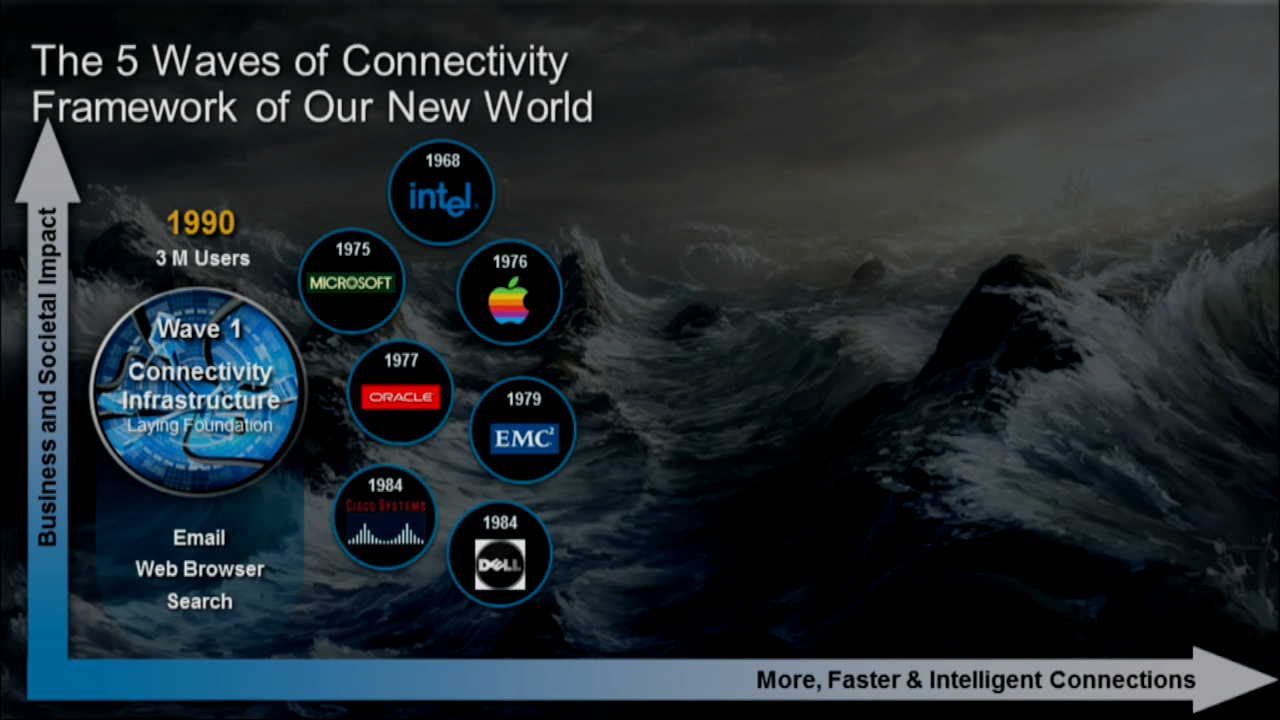 The 5 Waves of Connectivity
Framework of Our New World
Business and Societal Impact
1990
3 M Users
Wave 1
Connectivity
Infrastructure
Laying Foundation
Email
Web Browser
Search
1968
intel.
1975
MICROSOFT
1976
1977
ORACLE
1979
EMC²
1984
CISCO SYSTEMS
1984
DELL
More, Faster & Intelligent Connections